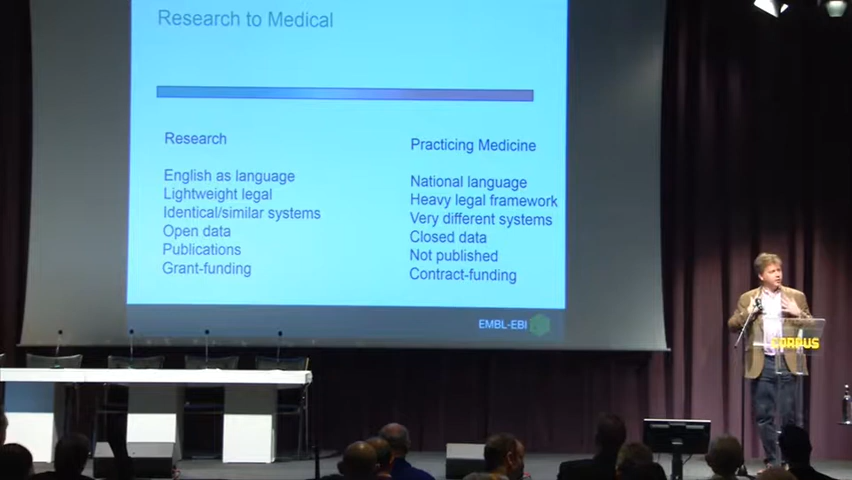 Research to Medical
Research
English as language
Lightweight legal
Identical/similar systems
Open data
Publications
Grant-funding
Practicing Medicine
National language
Heavy legal framework
Very different systems
Closed data
Not published
Contract-funding
EMBL-EBI
CORPUS